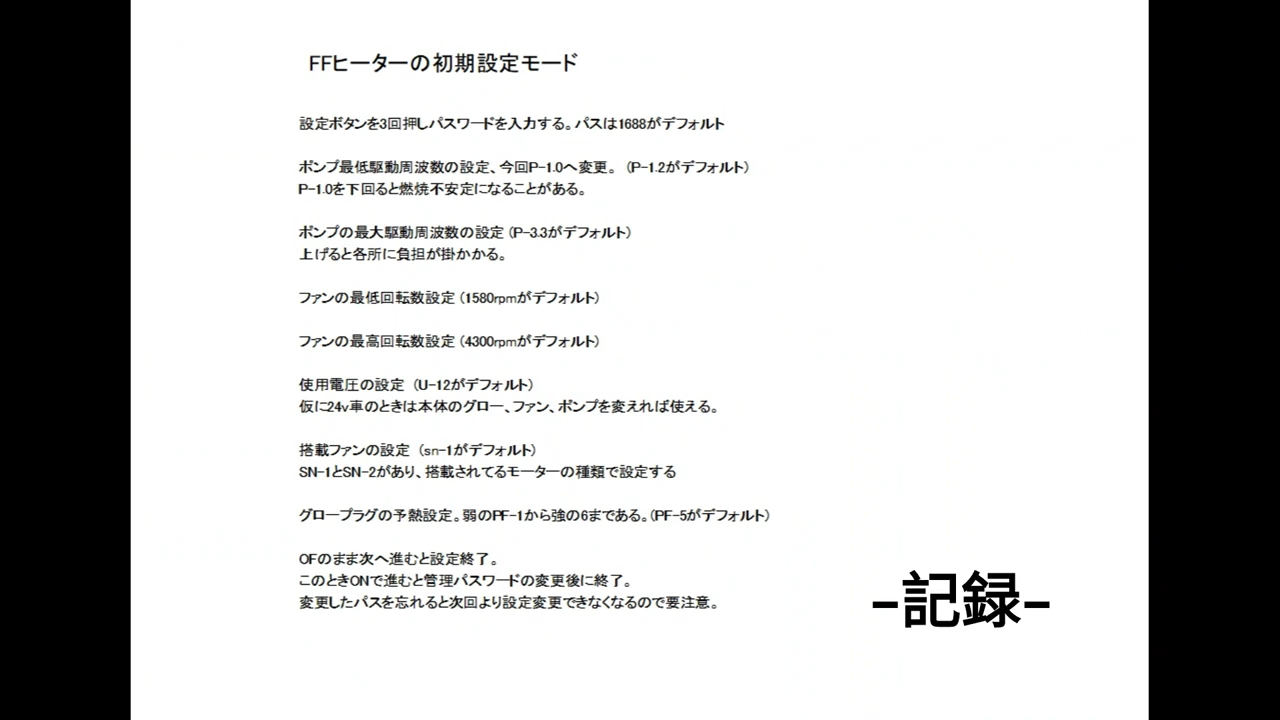 FFヒーターの初期設定モード
設定ボタンを3回押しパスワードを入力する。パスは1688がデフォルト
ポンプ最低駆動周波数の設定、今回P-1.0へ変更。（P-1.2がデフォルト）
P-1.0を下回ると燃焼不安定になることがある。
ポンプの最大駆動周波数の設定（P-3.3がデフォルト）
上げると各所に負担が掛かかる。
ファンの最低回転数設定（1580rpmがデフォルト）
ファンの最高回転数設定（4300rpmがデフォルト）
使用電圧の設定（U-12がデフォルト）
仮に24v車のときは本体のグロー、ファン、ポンプを変えれば使える。
搭載ファンの設定（sn-1がデフォルト）
SN-1とSN-2があり、搭載されてるモーターの種類で設定する
グロープラグの予熱設定。弱のPF-1から強の6まである。（PF-5がデフォルト）
OFのまま次へ進むと設定終了。
このときONで進むと管理パスワードの変更後に終了。
変更したパスを忘れると次回より設定変更できなくなるので要注意。
-記録-